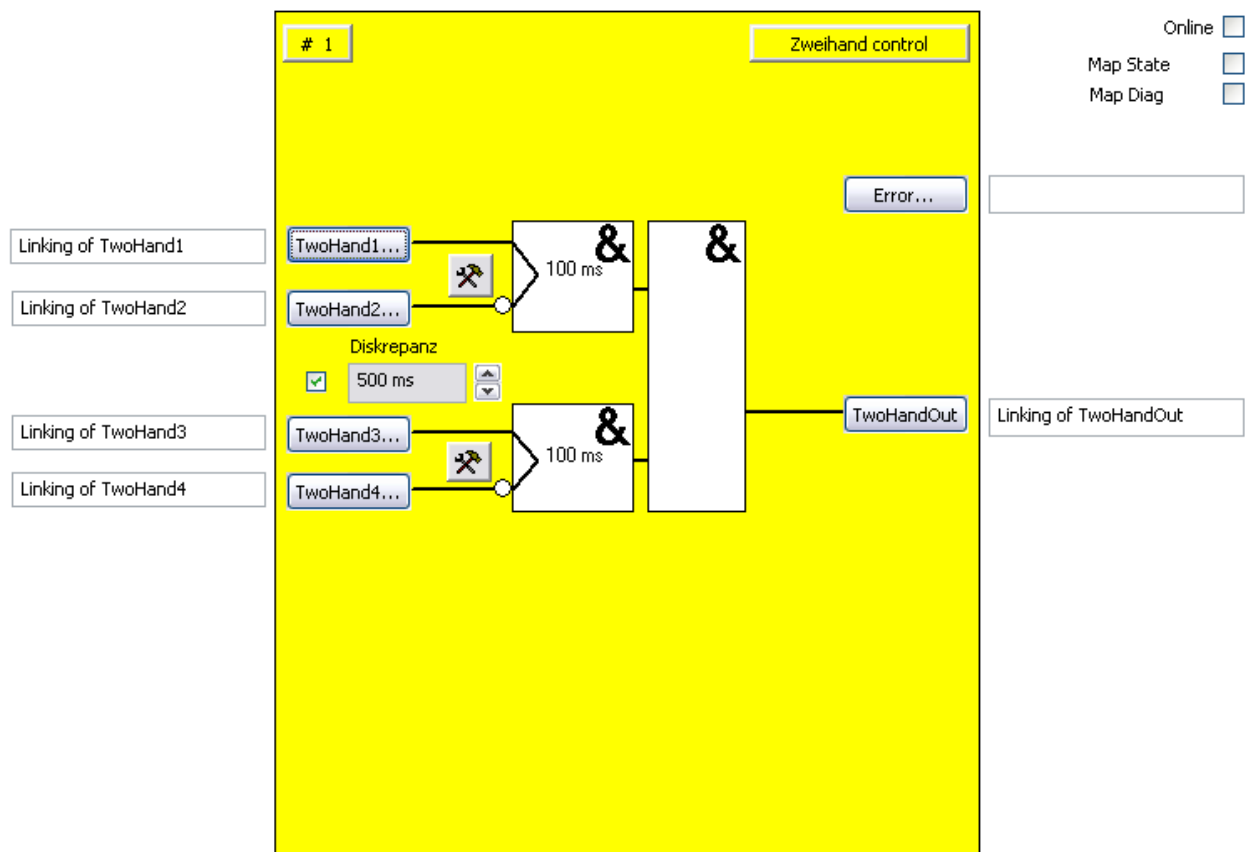 # 1
Zweihand control
Online
Map State
Map Diag
Error...
Linking of TwoHand1
TwoHand1...
&
&
100 ms
Linking of TwoHand2
TwoHand2...
Diskrepanz
500 ms
Linking of TwoHand3
TwoHand3...
&
100 ms
TwoHandOut
Linking of TwoHandOut
Linking of TwoHand4
TwoHand4...